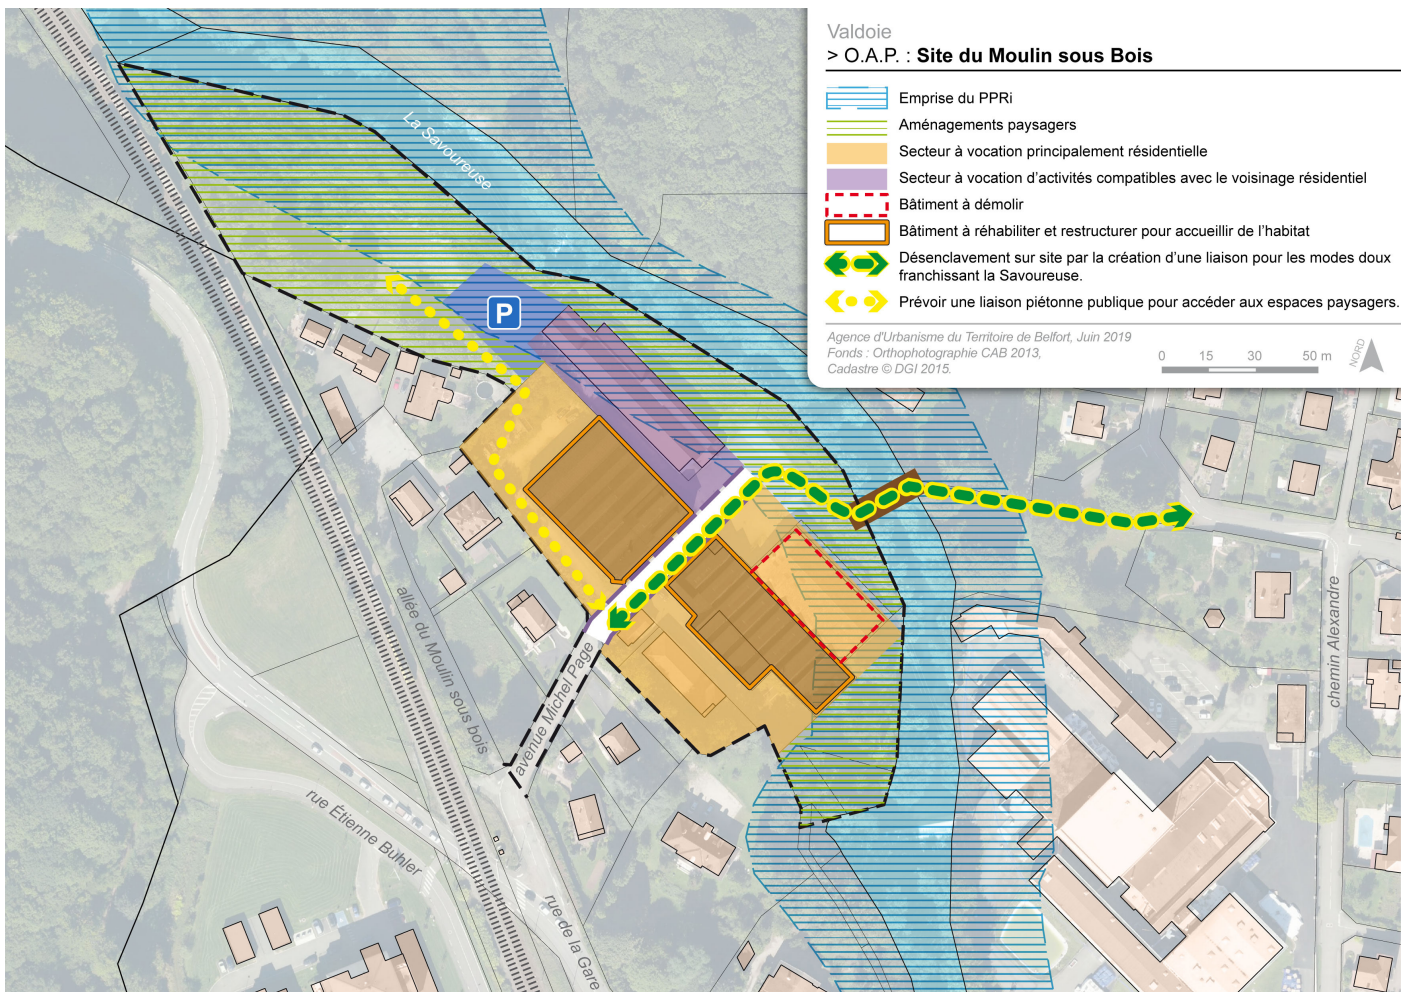 Valdoie
> O.A.P. : Site du Moulin sous Bois
Emprise du PPRi
Aménagements paysagers
Secteur à vocation principalement résidentielle
Secteur à vocation d'activités compatibles avec le voisinage résidentiel
Bâtiment à démolir
Bâtiment à réhabiliter et restructurer pour accueillir de l'habitat
Désenclavement sur site par la création d'une liaison pour les modes doux
franchissant la Savoureuse.
Prévoir une liaison piétonne publique pour accéder aux espaces paysagers.
Agence d'Urbanisme du Territoire de Belfort, Juin 2019
Fonds : Orthophotographie CAB 2013,
Cadastre © DGI 2015.
0 15 30 50 m
NORD
La Savoureuse
P
allée du Moulin sous bois
avenue Michel Page
rue Étienne Buhler
rue de la Gare
chemin Alexandre